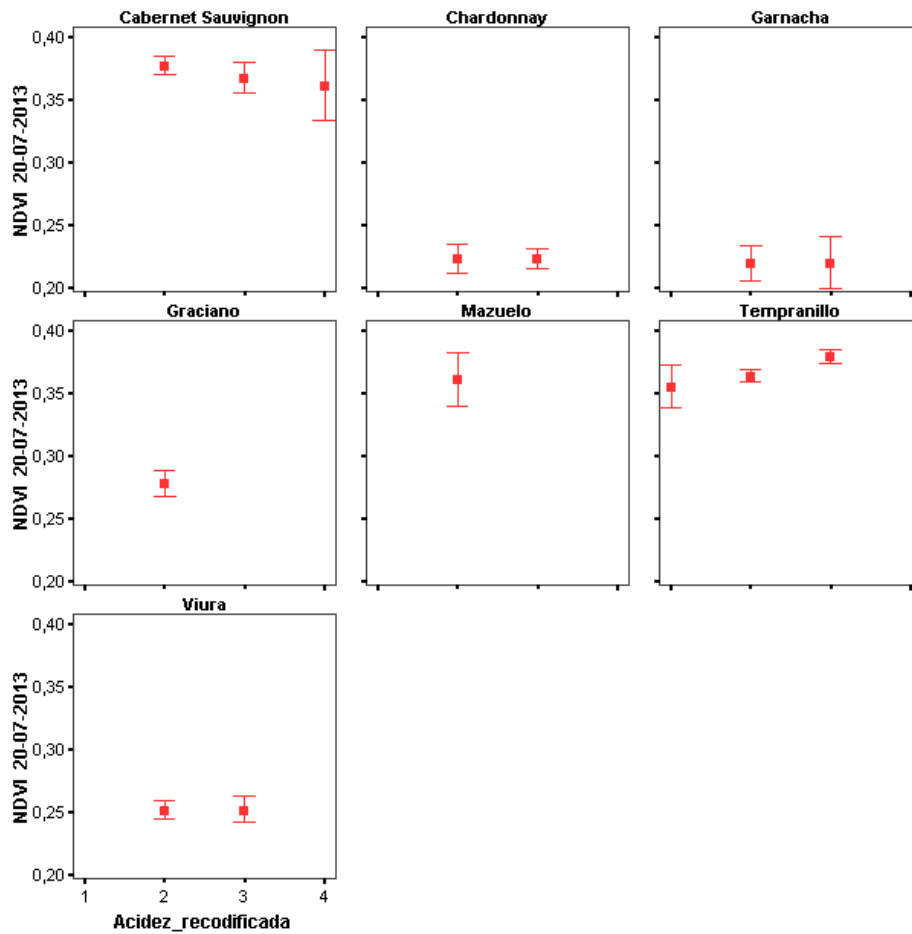 Cabernet Sauvignon
Chardonnay
Garnacha
NDVI 20-07-2013
0,40
0,35
0,30
0,25
0,20
Graciano
Mazuelo
Tempranillo
NDVI 20-07-2013
0,40
0,35
0,30
0,25
0,20
Viura
NDVI 20-07-2013
0,40
0,35
0,30
0,25
0,20
1 2 3 4
Acidez_recodificada